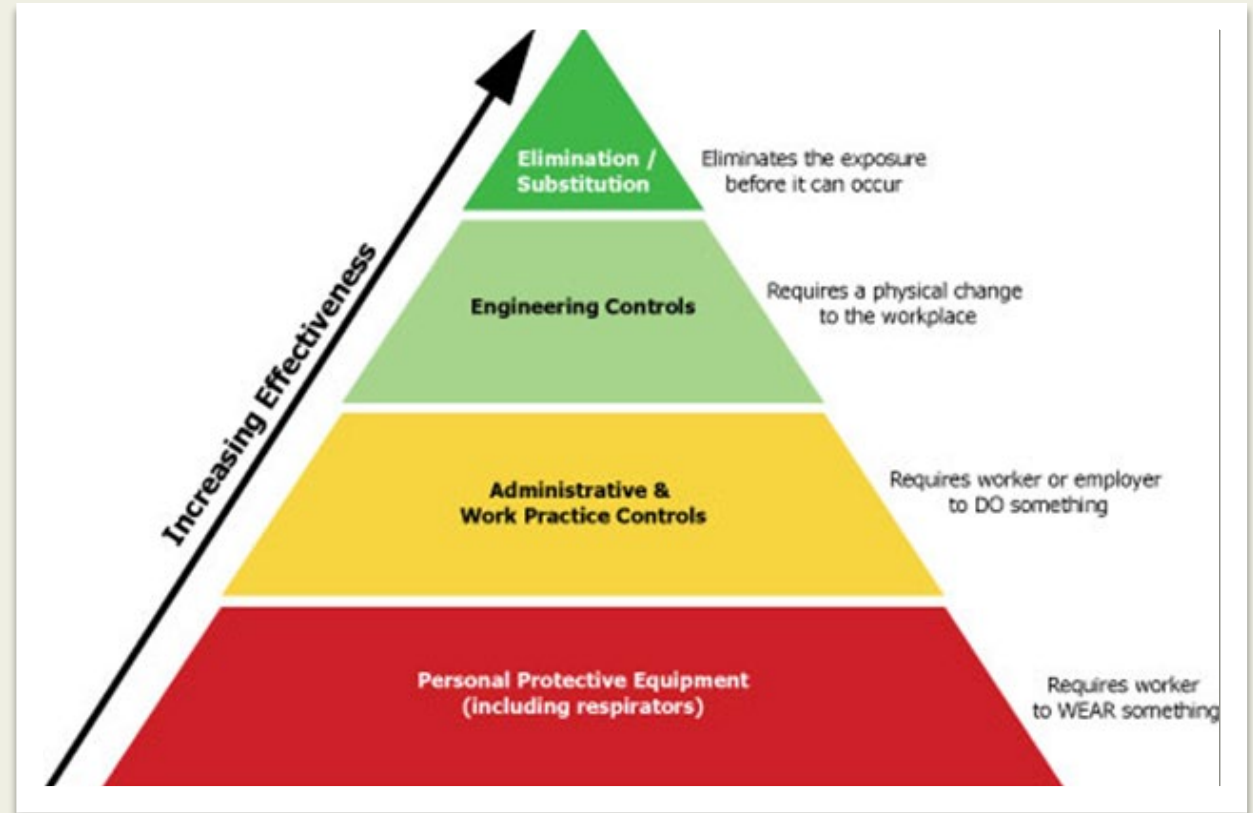 Increasing Effectiveness
Elimination /
Substitution
Eliminates the exposure
before it can occur
Engineering Controls
Requires a physical change
to the workplace
Administrative &
Work Practice Controls
Requires worker or employer
to DO something
Personal Protective Equipment
(including respirators)
Requires worker
to WEAR something